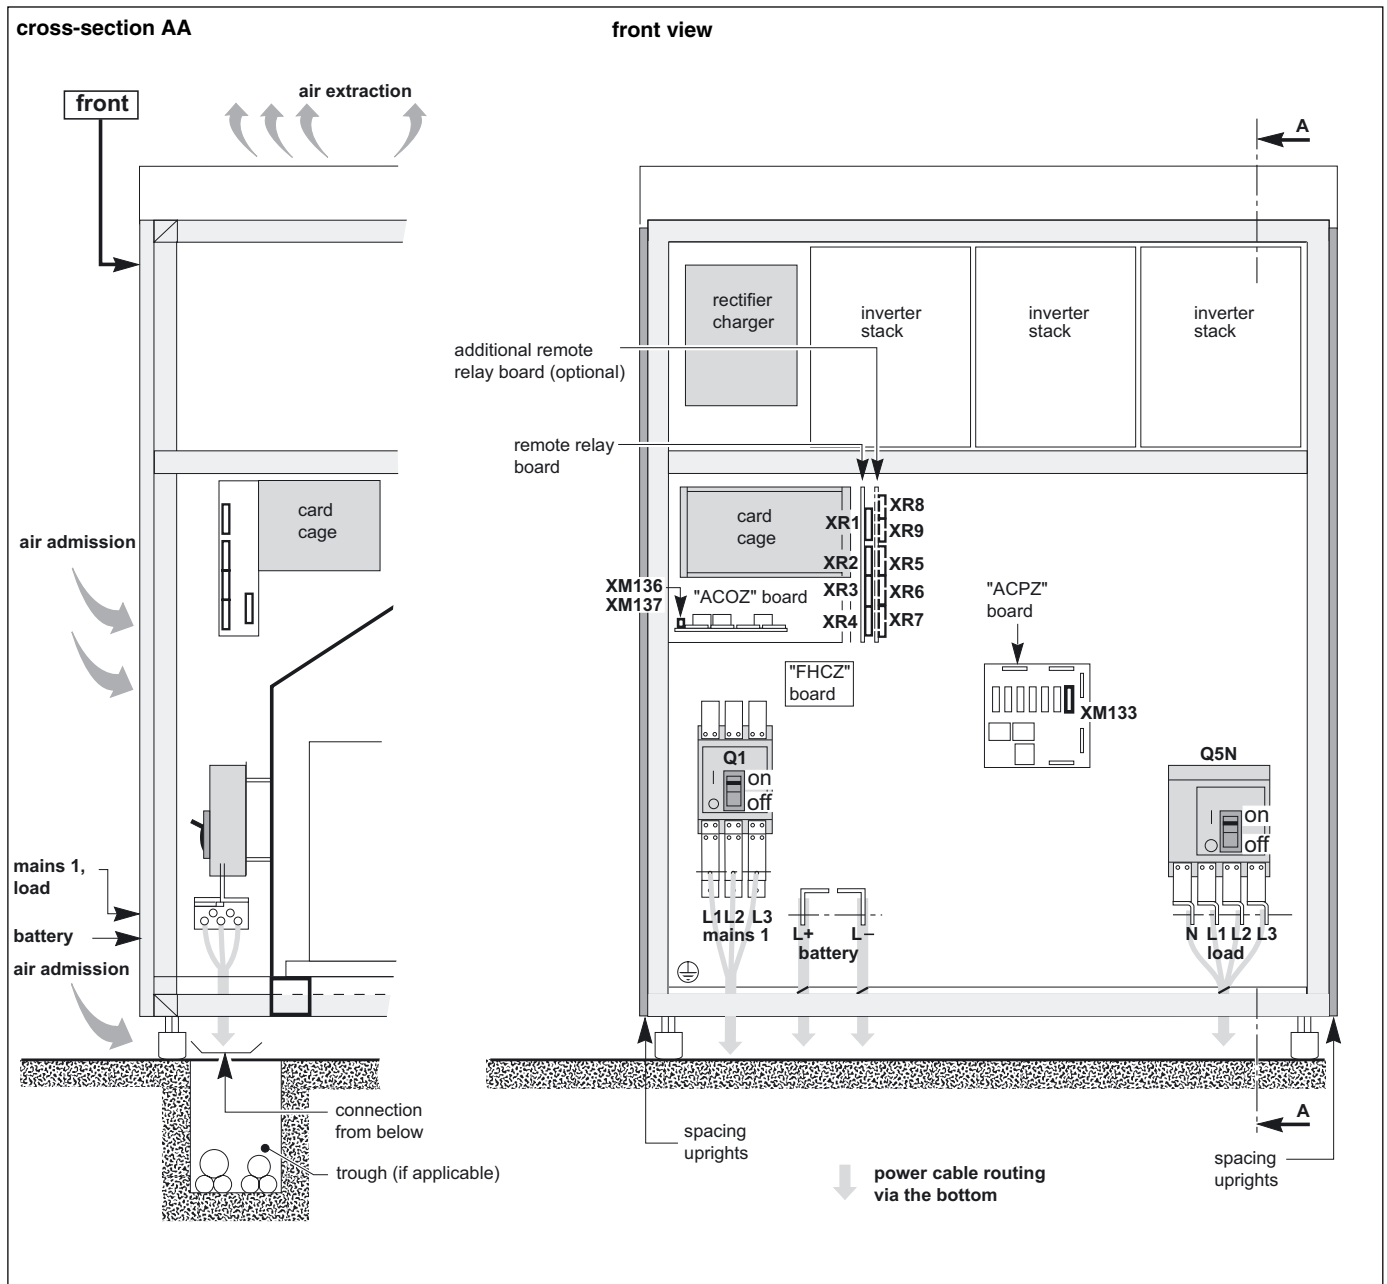 cross-section AA
front view
front
air extraction
A
rectifier
charger
inverter
stack
inverter
stack
inverter
stack
additional remote
relay board (optional)
remote relay
board
card
cage
card
cage
air admission
XR1
XR2
XR3
XR4
XR8
XR9
XR5
XR6
XR7
XM136
XM137
"ACOZ" board
"ACPZ"
board
"FHCZ"
board
XM133
Q1
on
off
Q5N
on
off
mains 1,
load
battery
air admission
L1 L2 L3
mains 1
L+ L–
battery
N L1 L2 L3
load
connection
from below
trough (if applicable)
spacing
uprights
power cable routing
via the bottom
A
spacing
uprights